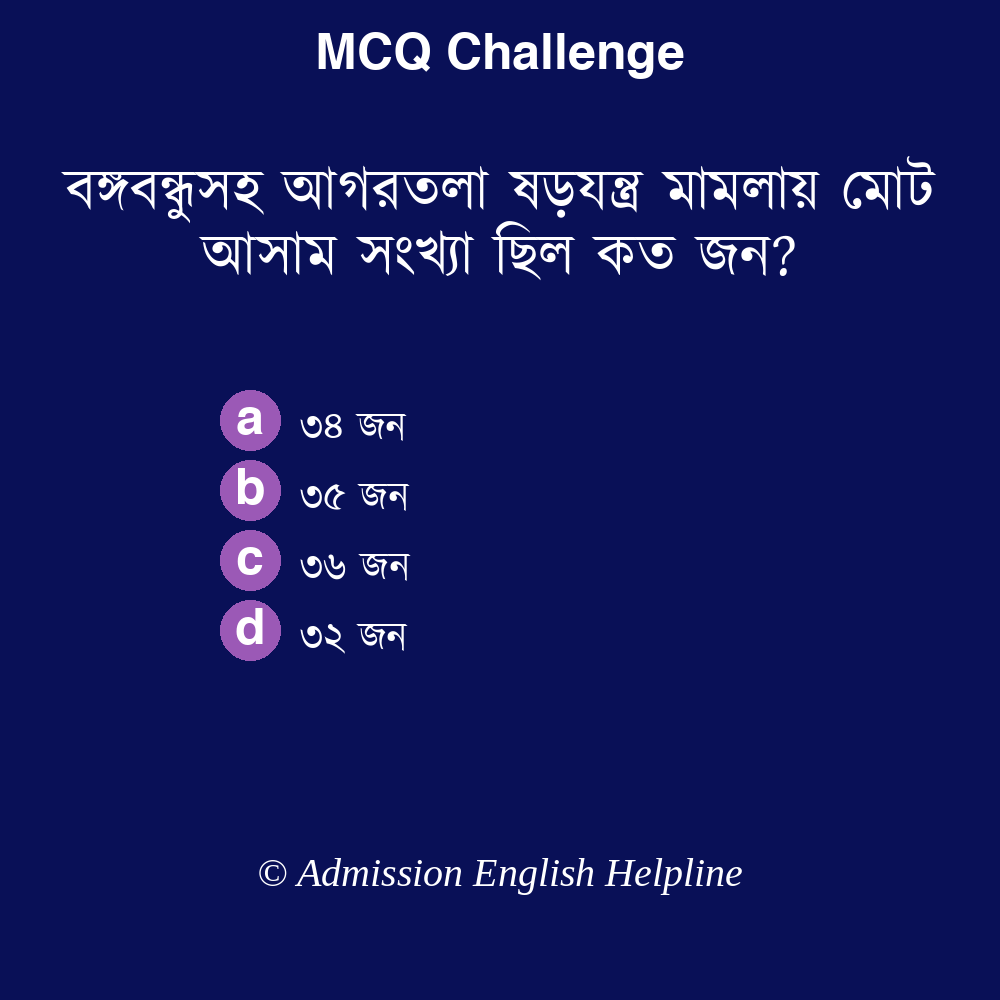 MCQ Challenge
বঙ্গবন্ধুসহ আগরতলা ষড়যন্ত্র মামলায় মোট
আসাম সংখ্যা ছিল কত জন?
a ৩৪ জন
b ৩৫ জন
c ৩৬ জন
d ৩২ জন
© Admission English Helpline